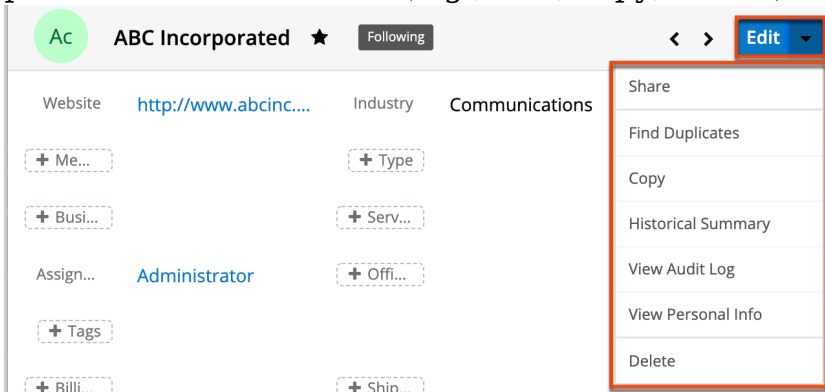 Ac ABC Incorporated ★ Following < > Edit
Share
Website http://www.abcinc.... Industry Communications
Find Duplicates
+ Me... + Type
Copy
+ Busi... + Serv...
Historical Summary
View Audit Log
Assign... Administrator + Offi...
View Personal Info
+ Tags
Delete
+ Billi... + Ship...